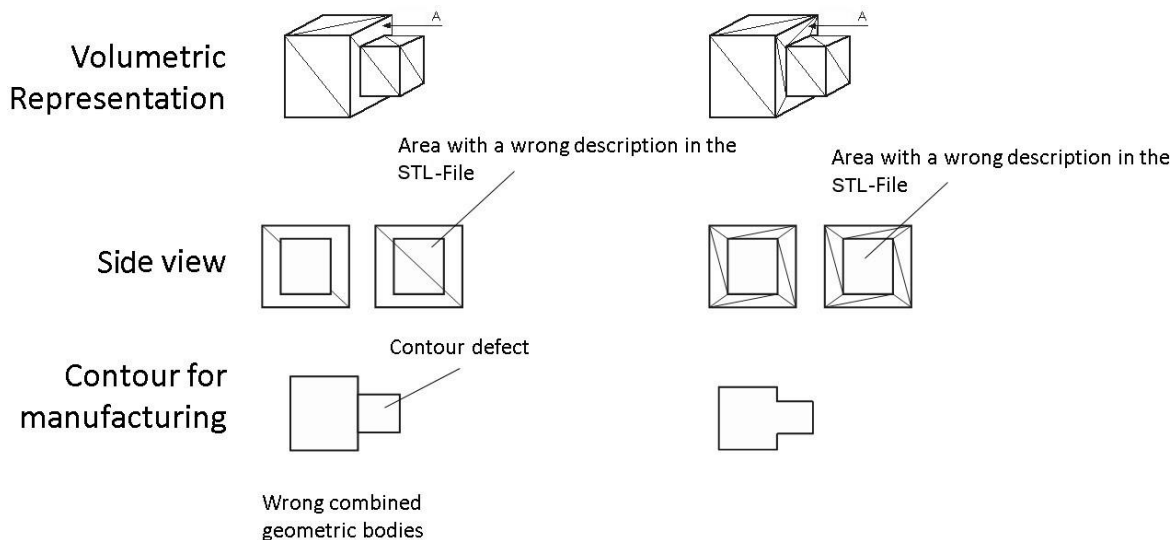 A
A
Volumetric
Representation
Area with a wrong description in the
STL-File
Area with a wrong description in the
STL-File
Side view
Contour defect
Contour for
manufacturing
Wrong combined
geometric bodies